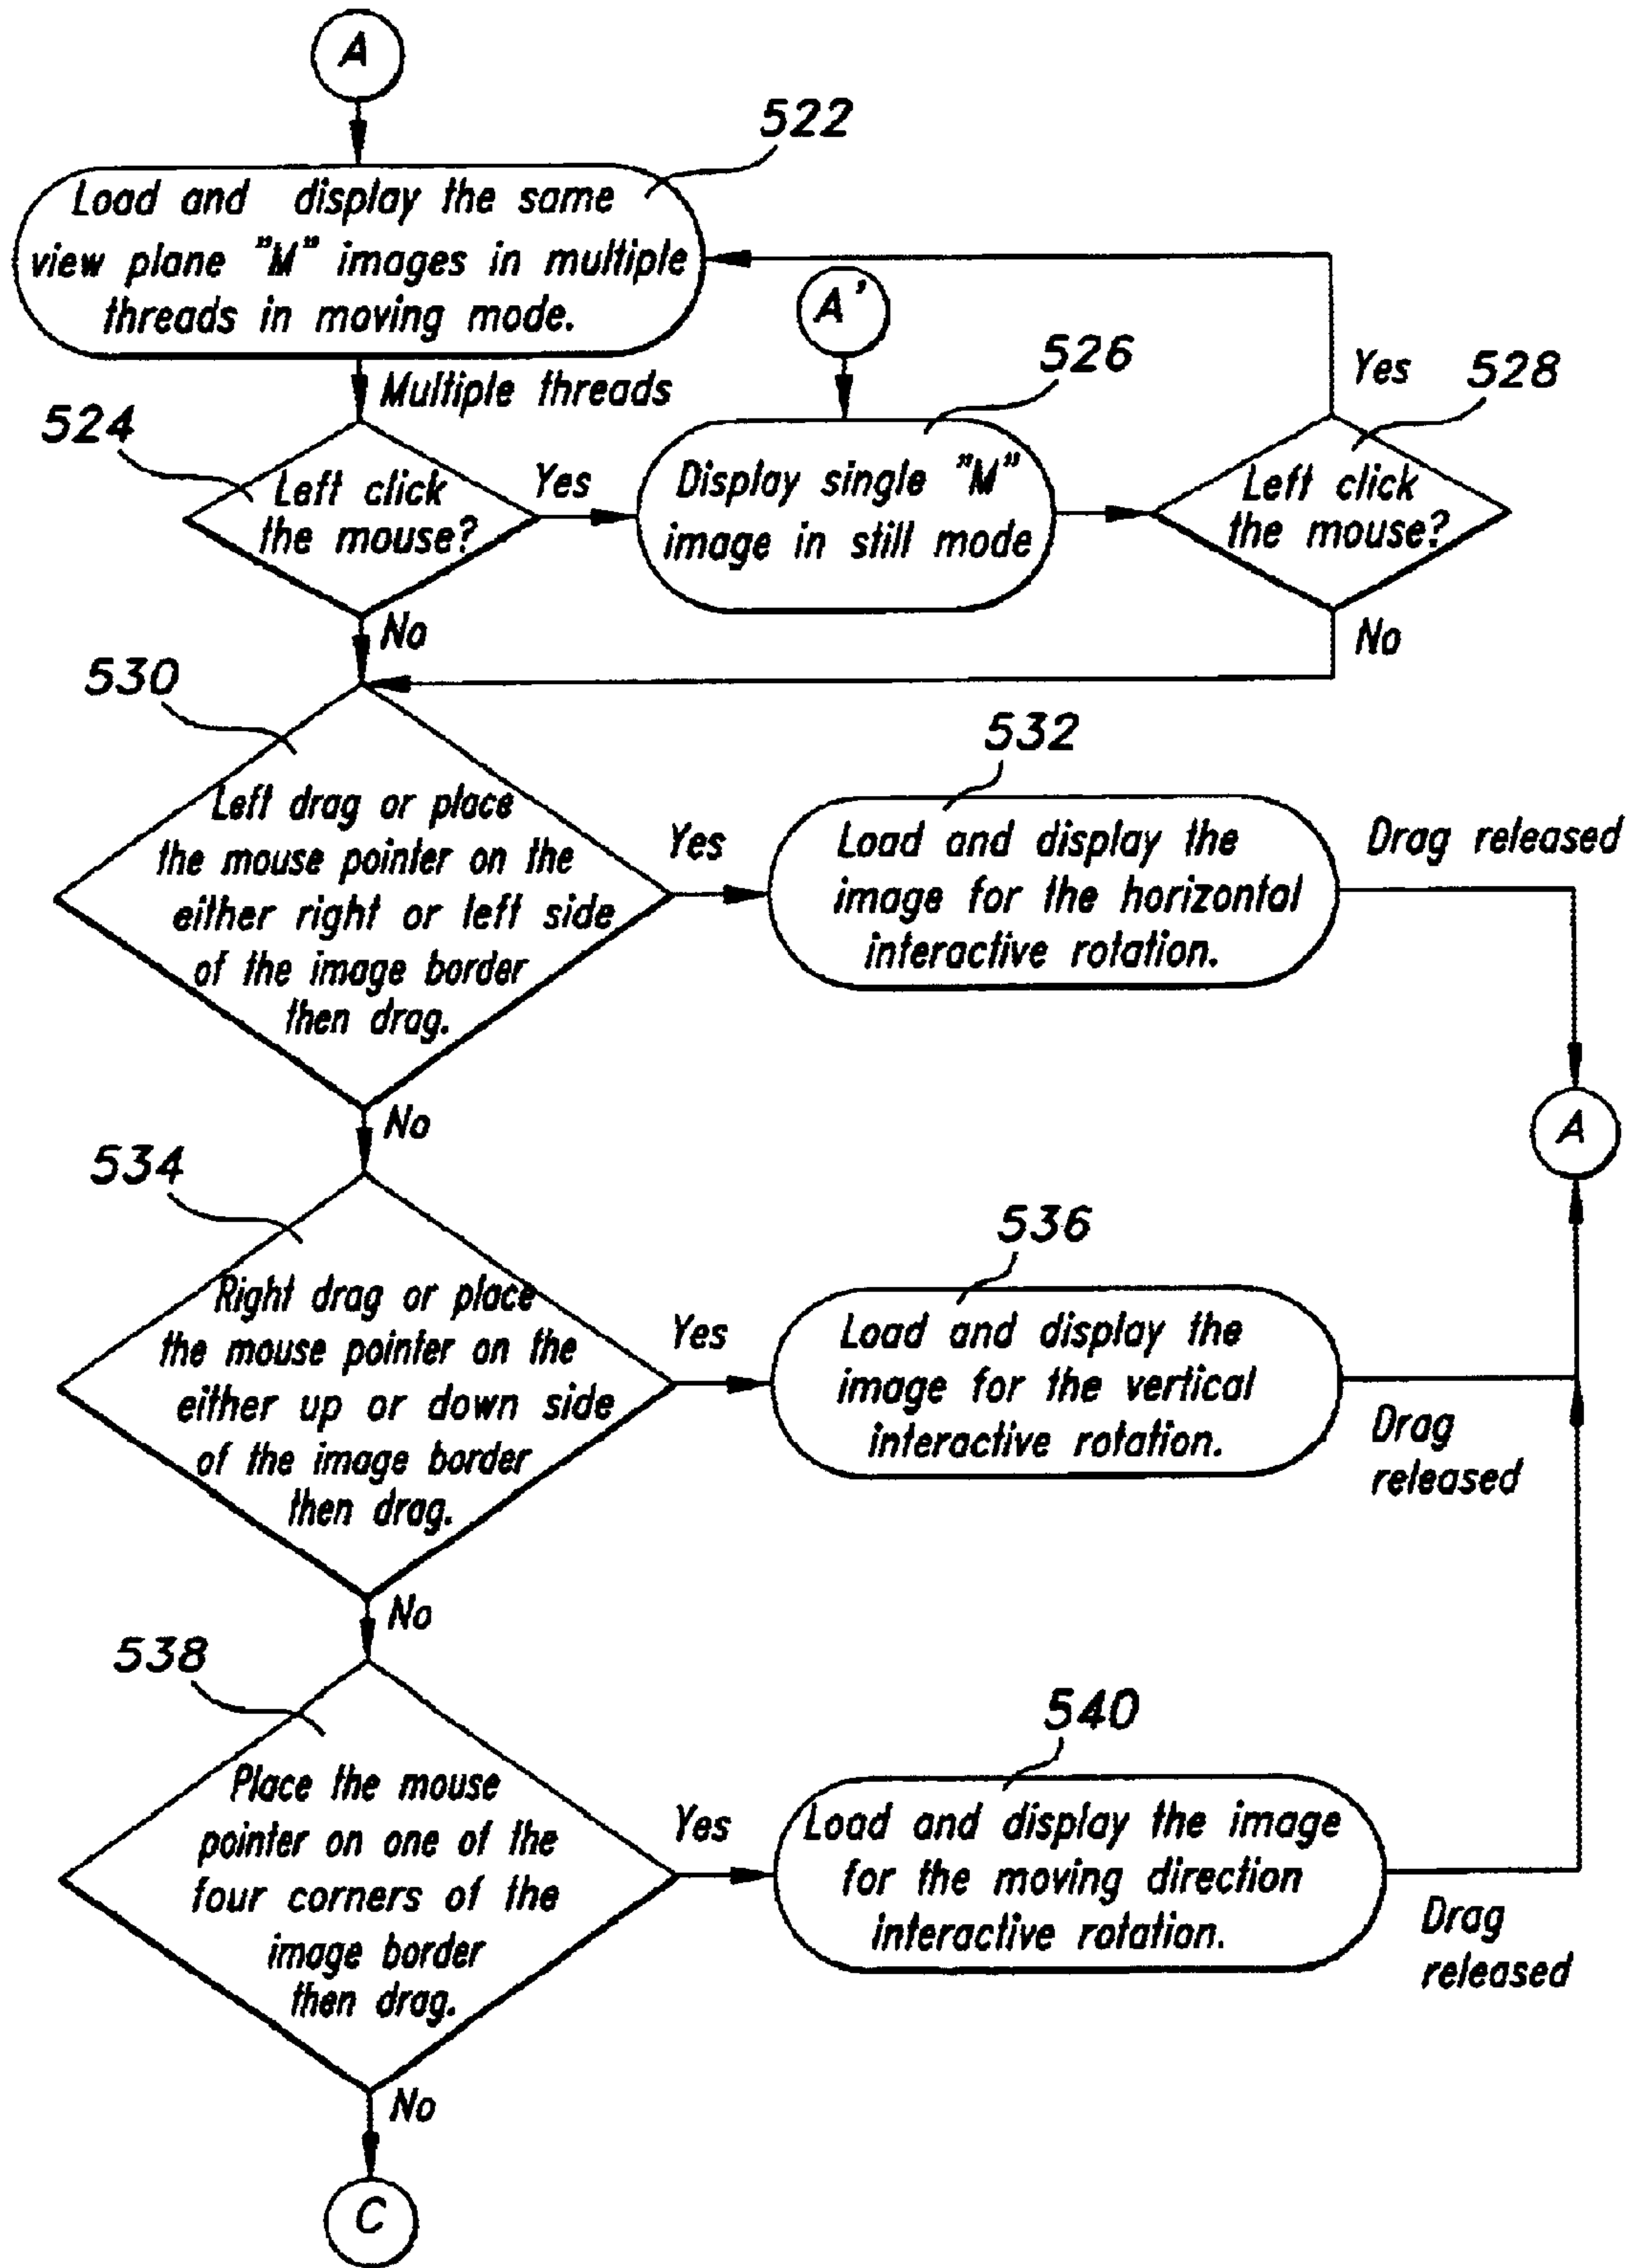 A
522
Load and display the same
view plane "M" images in multiple
threads in moving mode.
Multiple threads
A'
526
Yes
528
524
Left click
the mouse?
Yes
Display single "M"
image in still mode
Left click
the mouse?
No
No
530
Left drag or place
the mouse pointer on the
either right or left side
of the image border
then drag.
Yes
532
Load and display the
image for the horizontal
interactive rotation.
Drag released
A
No
534
Right drag or place
the mouse pointer on the
either up or down side
of the image border
then drag.
Yes
536
Load and display the
image for the vertical
interactive rotation.
Drag
released
No
538
Place the mouse
pointer on one of the
four corners of the
image border
then drag.
Yes
540
Load and display the image
for the moving direction
interactive rotation.
Drag
released
No
C